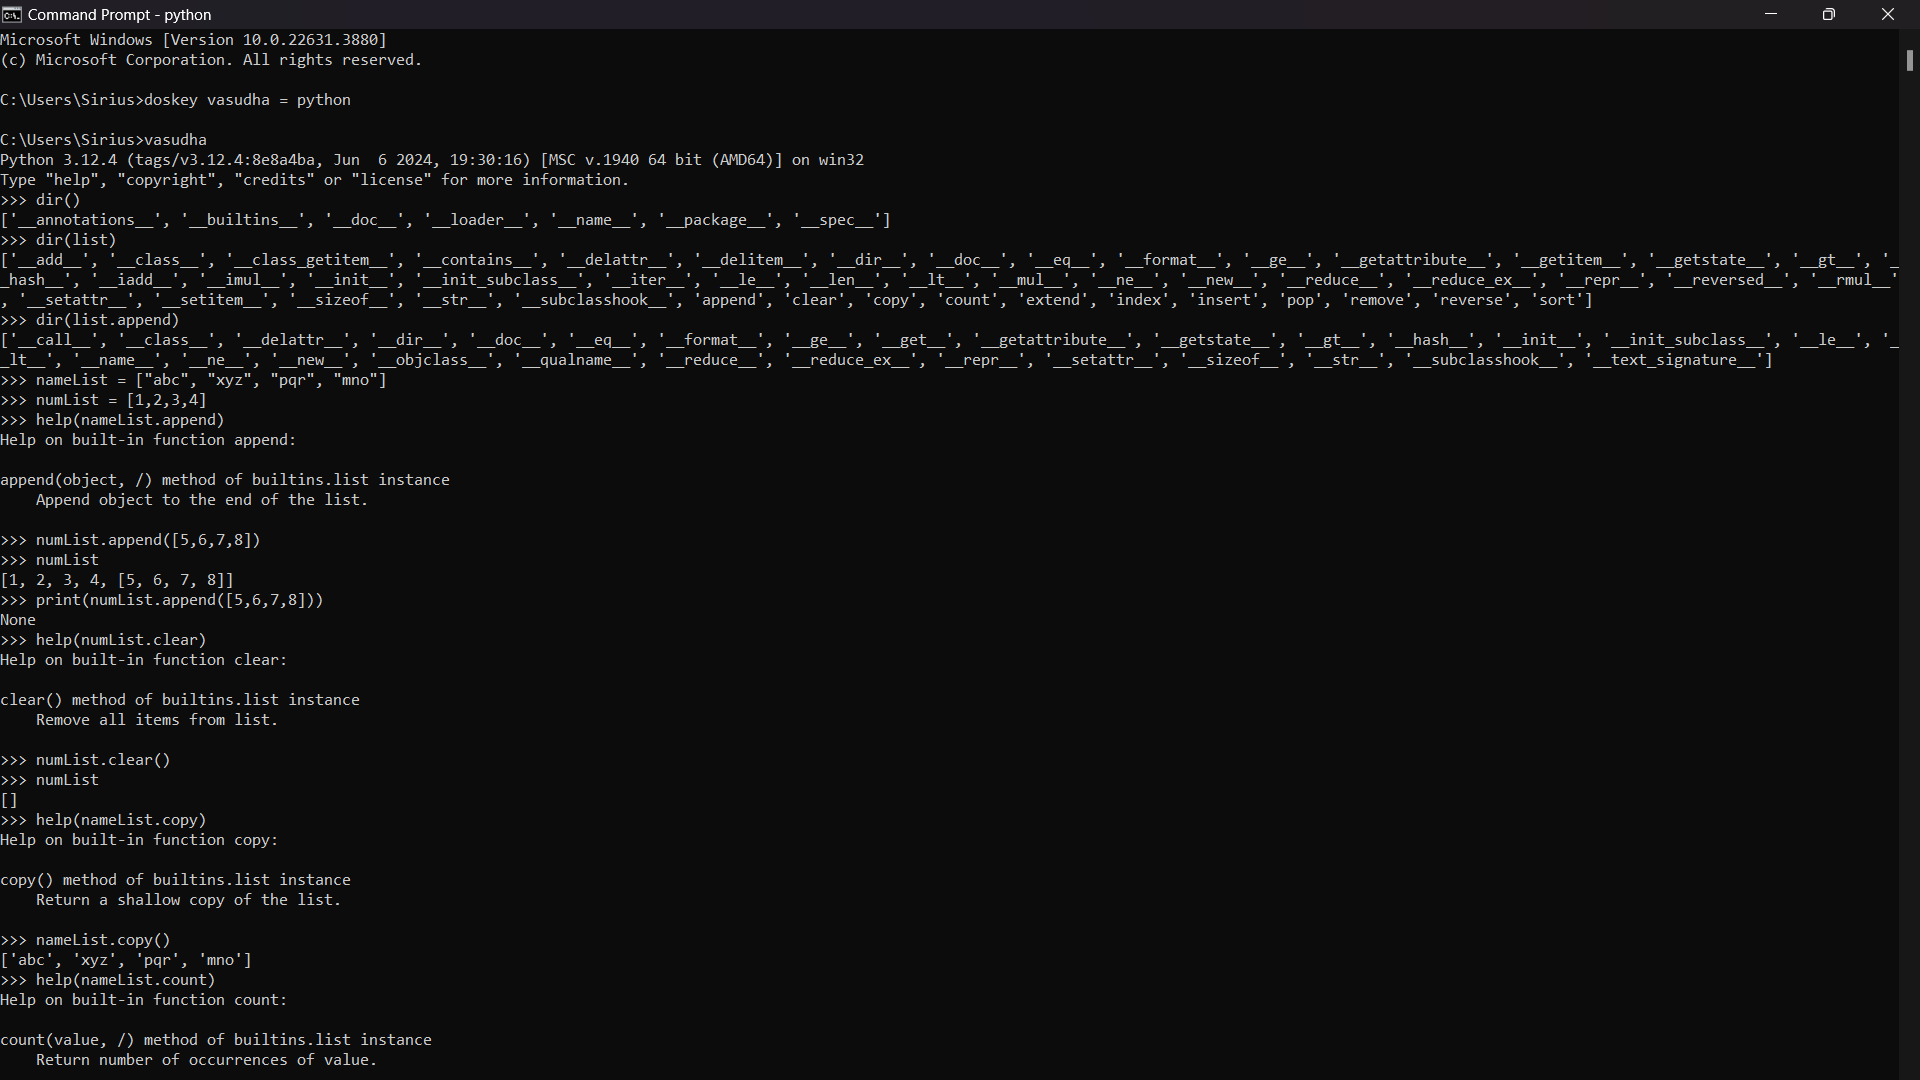 Command Prompt - python
Microsoft Windows [Version 10.0.22631.3880]
(c) Microsoft Corporation. All rights reserved.
C:\Users\Sirius>doskey vasudha = python
C:\Users\Sirius>vasudha
Python 3.12.4 (tags/v3.12.4:8e8a4ba, Jun  6 2024, 19:30:16) [MSC v.1940 64 bit (AMD64)] on win32
Type "help", "copyright", "credits" or "license" for more information.
>>> dir()
['__annotations__', '__builtins__', '__doc__', '__loader__', '__name__', '__package__', '__spec__']
>>> dir(list)
['__add__', '__class__', '__class_getitem__', '__contains__', '__delattr__', '__delitem__', '__dir__', '__doc__', '__eq__', '__format__', '__ge__', '__getattribute__', '__getitem__', '__getstate__', '__gt__', '_
_hash__', '__iadd__', '__imul__', '__init__', '__init_subclass__', '__iter__', '__le__', '__len__', '__lt__', '__mul__', '__ne__', '__new__', '__reduce__', '__reduce_ex__', '__repr__', '__reversed__', '__rmul__'
, '__setattr__', '__setitem__', '__sizeof__', '__str__', '__subclasshook__', 'append', 'clear', 'copy', 'count', 'extend', 'index', 'insert', 'pop', 'remove', 'reverse', 'sort']
>>> dir(list.append)
['__call__', '__class__', '__delattr__', '__dir__', '__doc__', '__eq__', '__format__', '__ge__', '__get__', '__getattribute__', '__getstate__', '__gt__', '__hash__', '__init__', '__init_subclass__', '__le__', '_
_lt__', '__name__', '__ne__', '__new__', '__objclass__', '__qualname__', '__reduce__', '__reduce_ex__', '__repr__', '__setattr__', '__sizeof__', '__str__', '__subclasshook__', '__text_signature__']
>>> nameList = ["abc", "xyz", "pqr", "mno"]
>>> numList = [1,2,3,4]
>>> help(nameList.append)
Help on built-in function append:
append(object, /) method of builtins.list instance
    Append object to the end of the list.
>>> numList.append([5,6,7,8])
>>> numList
[1, 2, 3, 4, [5, 6, 7, 8]]
>>> print(numList.append([5,6,7,8]))
None
>>> help(numList.clear)
Help on built-in function clear:
clear() method of builtins.list instance
    Remove all items from list.
>>> numList.clear()
>>> numList
[]
>>> help(nameList.copy)
Help on built-in function copy:
copy() method of builtins.list instance
    Return a shallow copy of the list.
>>> nameList.copy()
['abc', 'xyz', 'pqr', 'mno']
>>> help(nameList.count)
Help on built-in function count:
count(value, /) method of builtins.list instance
    Return number of occurrences of value.